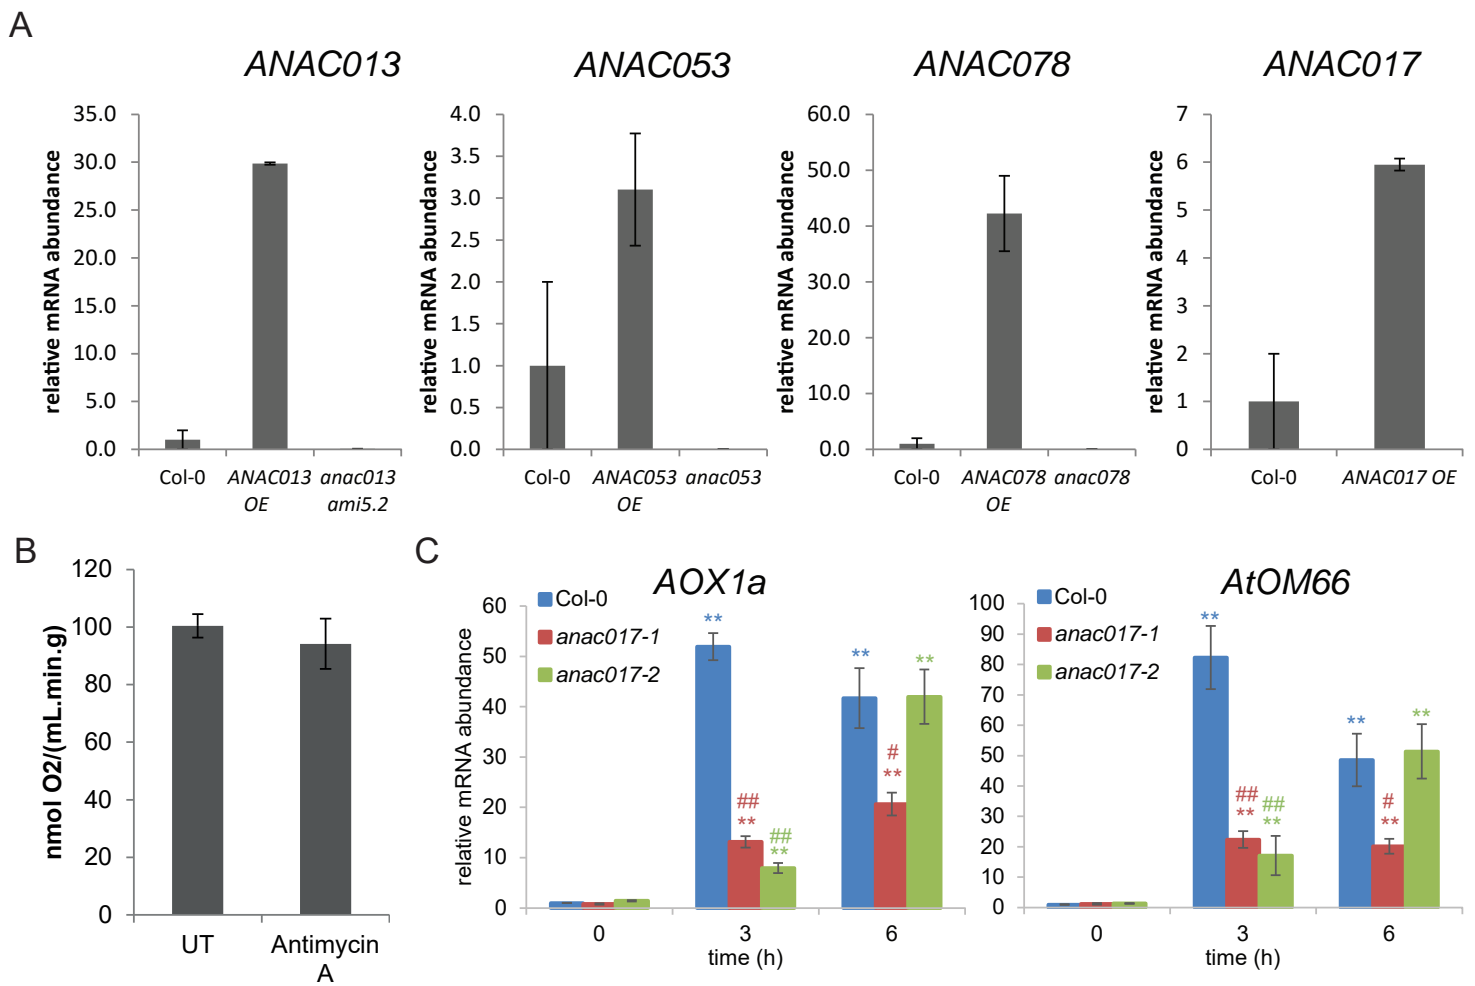 A
ANAC013
ANAC053
ANAC078
ANAC017
relative mRNA abundance
35.0
30.0
25.0
20.0
15.0
10.0
5.0
0.0
Col-0
ANAC013 OE
anac013 ami5.2
relative mRNA abundance
4.0
3.5
3.0
2.5
2.0
1.5
1.0
0.5
0.0
Col-0
ANAC053 OE
anac053
relative mRNA abundance
60.0
50.0
40.0
30.0
20.0
10.0
0.0
Col-0
ANAC078 OE
anac078
relative mRNA abundance
7
6
5
4
3
2
1
0
Col-0
ANAC017 OE
B
nmol O2/(mL.min.g)
120
100
80
60
40
20
0
UT
Antimycin
A
C
AOX1a
Col-0
anac017-1
anac017-2
relative mRNA abundance
60
50
40
30
20
10
0
**
##
**
##
**
**
#
**
**
0 3 6
time (h)
AtOM66
Col-0
anac017-1
anac017-2
100
90
80
70
60
50
40
30
20
10
0
**
##
**
##
**
**
#
**
**
0 3 6
time (h)